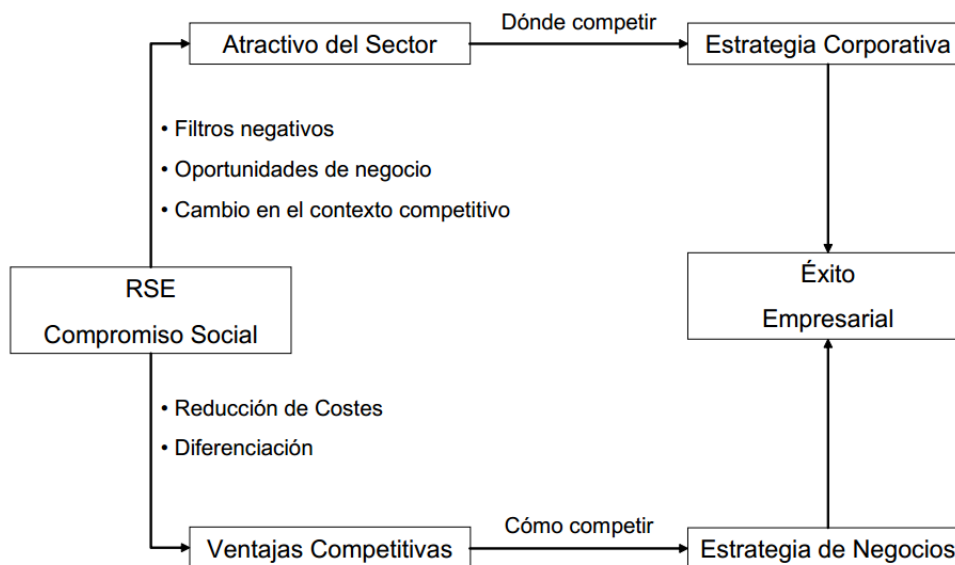 Dónde competir
Atractivo del Sector
Estrategia Corporativa
• Filtros negativos
• Oportunidades de negocio
• Cambio en el contexto competitivo
RSE
Compromiso Social
Éxito
Empresarial
• Reducción de Costes
• Diferenciación
Cómo competir
Ventajas Competitivas
Estrategia de Negocios